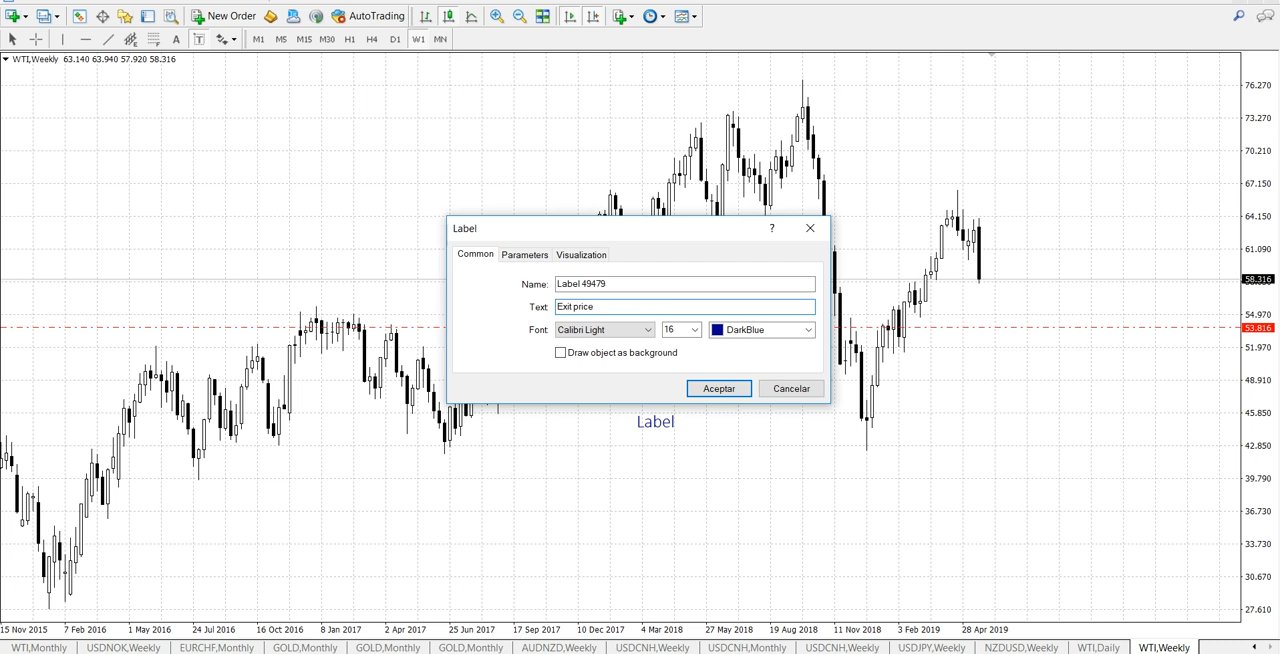 New Order AutoTrading
A T M1 M5 M15 M30 H1 H4 D1 W1 MN
WTI,Weekly 63.140 63.940 57.920 58.316
76.270
73.270
70.210
67.150
64.150
61.090
58.316
54.970
53.816
51.970
48.910
45.850
42.850
39.790
36.730
33.730
30.670
27.610
Label ? 
Common Parameters Visualization
Name: Label 49479
Text: Exit price
Font: Calibri Light 16 DarkBlue
Draw object as background
Aceptar Cancelar
Label
15 Nov 2015 7 Feb 2016 1 May 2016 24 Jul 2016 16 Oct 2016 8 Jan 2017 2 Apr 2017 25 Jun 2017 17 Sep 2017 10 Dec 2017 4 Mar 2018 27 May 2018 19 Aug 2018 11 Nov 2018 3 Feb 2019 28 Apr 2019
WTI,Monthly USDNOK,Weekly EURCHF,Monthly GOLD,Monthly GOLD,Monthly GOLD,Monthly AUDNZD,Weekly USDCNH,Weekly USDCNH,Monthly USDCNH,Weekly USDJPY,Weekly NZDUSD,Weekly WTI,Daily WTI,Weekly